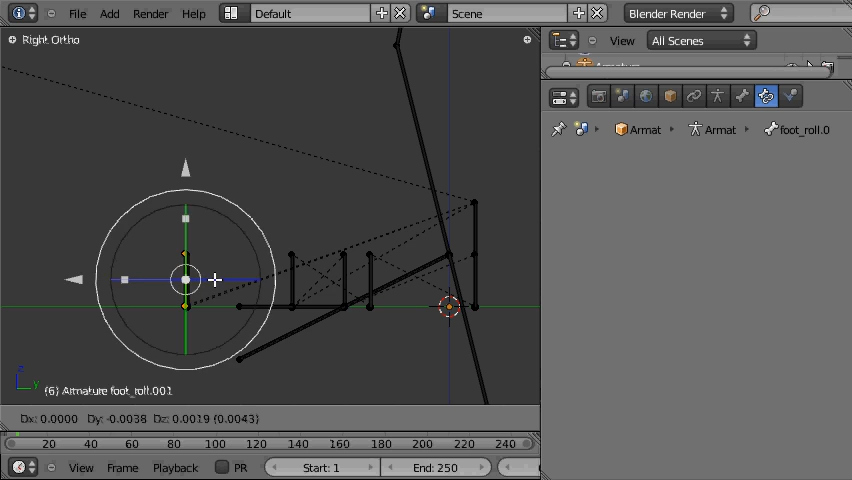 File Add Render Help Default Scene Blender Render
Right Ortho
View All Scenes
Armat Armat foot_roll.0
z
y
(6) Armature foot_roll.001
Dx: 0.0000 Dy: -0.0038 Dz: 0.0019 (0.0043)
20 40 60 80 100 120 140 160 180 200 220 240
View Frame Playback PR Start: 1 End: 250